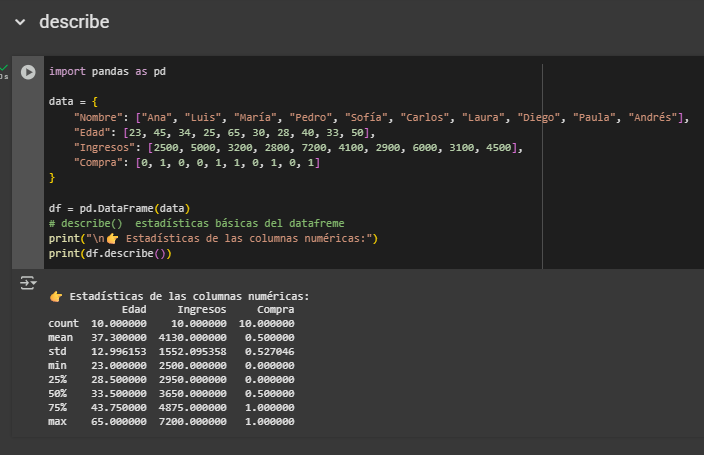 describe
0s
import pandas as pd
data = {
"Nombre": ["Ana", "Luis", "María", "Pedro", "Sofía", "Carlos", "Laura", "Diego", "Paula", "Andrés"],
"Edad": [23, 45, 34, 25, 65, 30, 28, 40, 33, 50],
"Ingresos": [2500, 5000, 3200, 2800, 7200, 4100, 2900, 6000, 3100, 4500],
"Compra": [0, 1, 0, 0, 1, 1, 0, 1, 0, 1]
}
df = pd.DataFrame(data)
# describe()  estadísticas básicas del datafreme
print("\n👉 Estadísticas de las columnas numéricas:")
print(df.describe())
👉 Estadísticas de las columnas numéricas:
Edad Ingresos Compra
count 10.000000 10.000000 10.000000
mean 37.300000 4130.000000 0.500000
std 12.996153 1552.095358 0.527046
min 23.000000 2500.000000 0.000000
25% 28.500000 2950.000000 0.000000
50% 33.500000 3650.000000 0.500000
75% 43.750000 4875.000000 1.000000
max 65.000000 7200.000000 1.000000